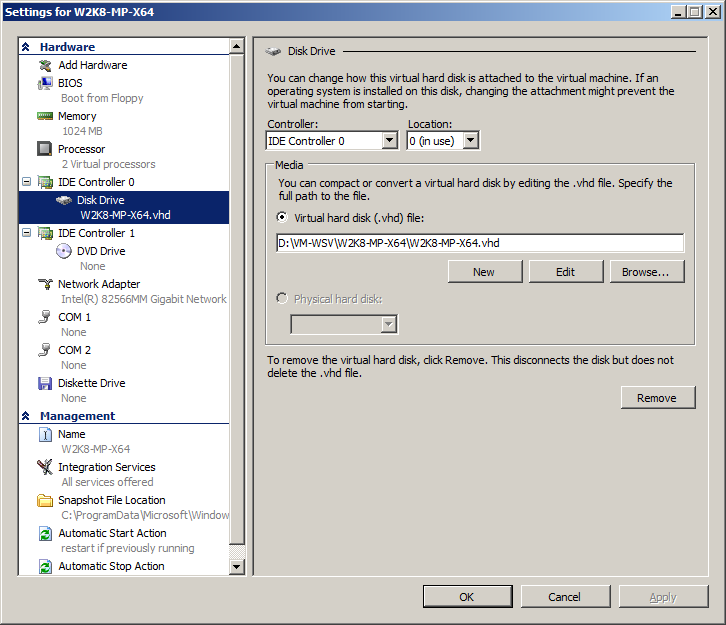 Settings for W2K8-MP-X64
Hardware
Add Hardware
BIOS
Boot from Floppy
Memory
1024 MB
Processor
2 Virtual processors
IDE Controller 0
Disk Drive
W2K8-MP-X64.vhd
IDE Controller 1
DVD Drive
None
Network Adapter
Intel(R) 82566MM Gigabit Network
COM 1
None
COM 2
None
Diskette Drive
None
Management
Name
W2K8-MP-X64
Integration Services
All services offered
Snapshot File Location
C:\ProgramData\Microsoft\Window
Automatic Start Action
restart if previously running
Automatic Stop Action
Disk Drive
You can change how this virtual hard disk is attached to the virtual machine. If an
operating system is installed on this disk, changing the attachment might prevent the
virtual machine from starting.
Controller: Location:
IDE Controller 0 0 (in use)
Media
You can compact or convert a virtual hard disk by editing the .vhd file. Specify the
full path to the file.
Virtual hard disk (.vhd) file:
D:\VM-WSV\W2K8-MP-X64\W2K8-MP-X64.vhd
New Edit Browse...
Physical hard disk:
To remove the virtual hard disk, click Remove. This disconnects the disk but does not
delete the .vhd file.
Remove
OK Cancel Apply